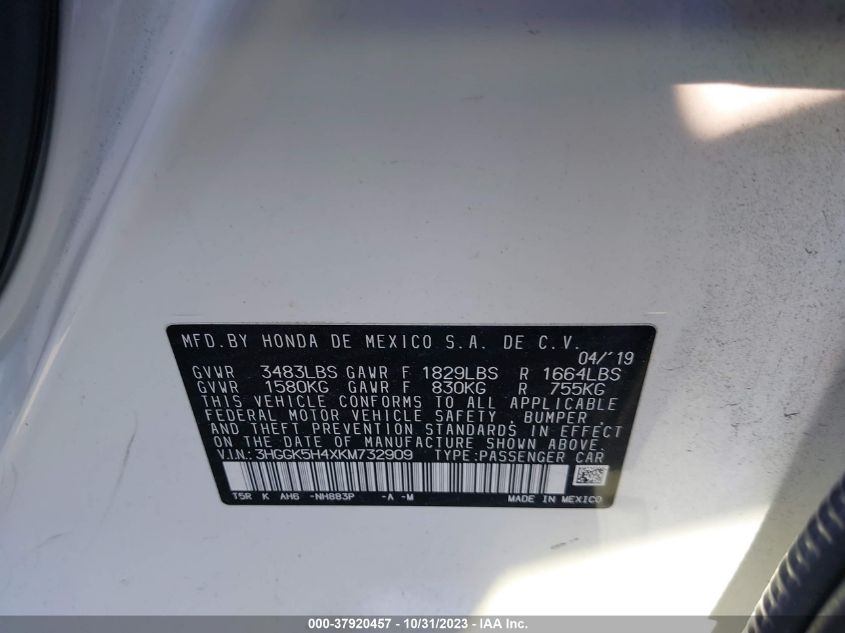 MFD. BY HONDA DE MEXICO S.A. DE C.V.
04/'19
GVWR 3483LBS GAWR F 1829LBS R 1664LBS
GVWR 1580KG GAWR F 830KG R 755KG
THIS VEHICLE CONFORMS TO ALL APPLICABLE
FEDERAL MOTOR VEHICLE SAFETY, BUMPER,
AND THEFT PREVENTION STANDARDS IN EFFECT
ON THE DATE OF MANUFACTURE SHOWN ABOVE.
V.I.N.: 3HGGK5H4XKM732909 TYPE:PASSENGER CAR
T5R K AH6 -NH883P -A -M MADE IN MEXICO
000-37920457 - 10/31/2023 - © IAA Inc.